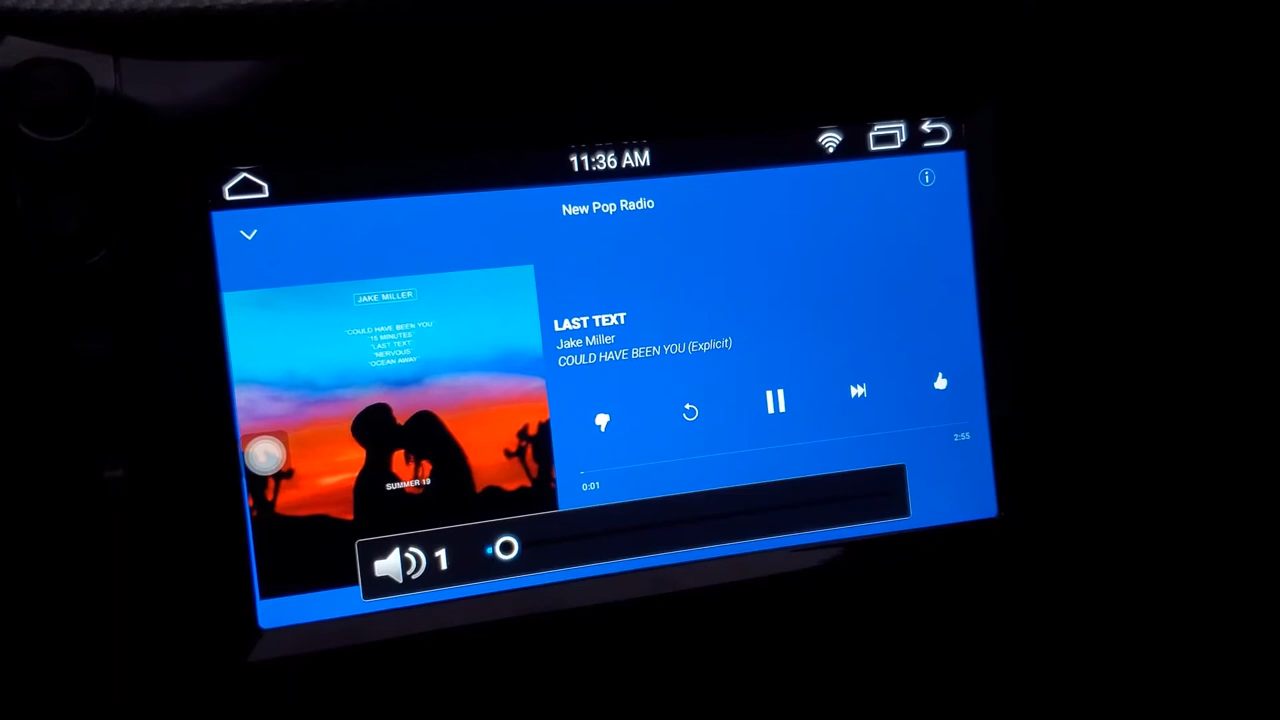 11:36 AM
New Pop Radio
JAKE MILLER
"COULD HAVE BEEN YOU"
"15 MINUTES"
"LAST TEXT"
"NERVOUS"
"OCEAN AWAY"
SUMMER 19
LAST TEXT
Jake Miller
COULD HAVE BEEN YOU (Explicit)
0:01
2:55
1